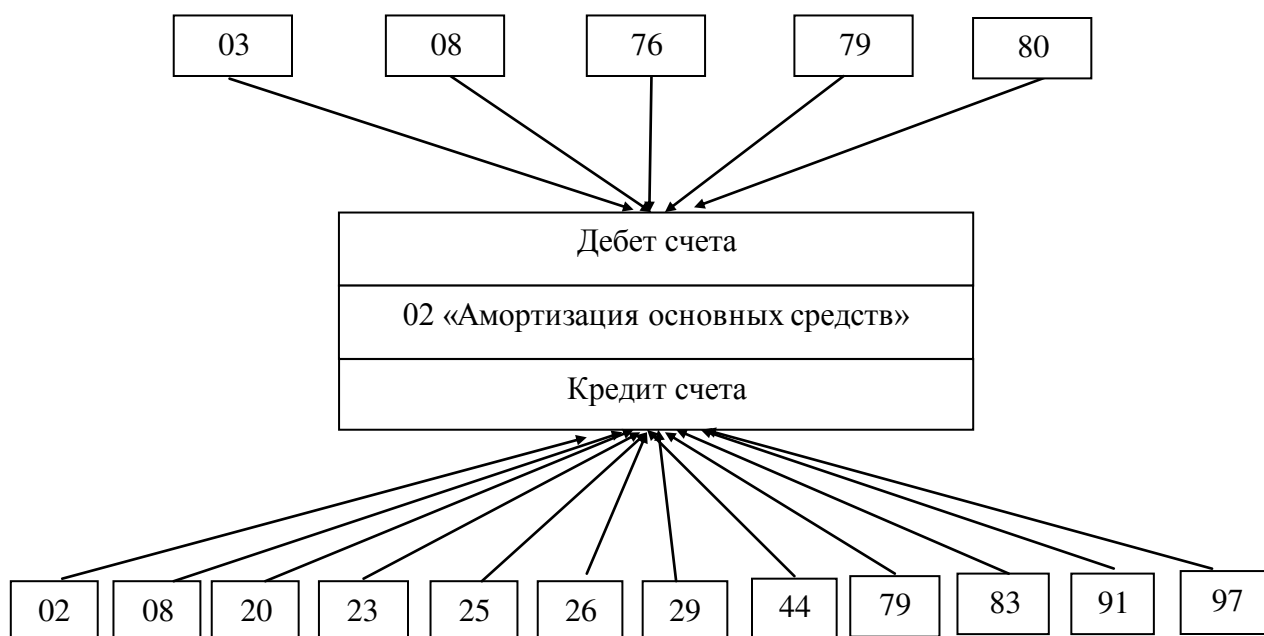 03 08 76 79 80
Дебет счета
02 «Амортизация основных средств»
Кредит счета
02 08 20 23 25 26 29 44 79 83 91 97